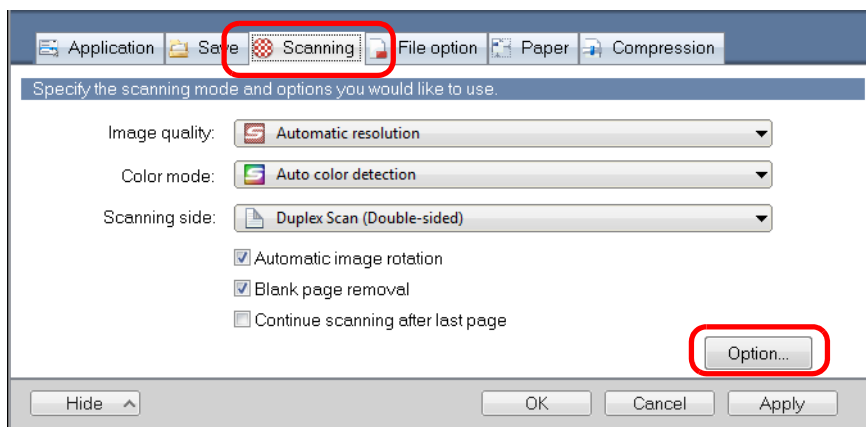 Application Save Scanning File option Paper Compression
Specify the scanning mode and options you would like to use.
Image quality: Automatic resolution
Color mode: Auto color detection
Scanning side: Duplex Scan (Double-sided)
Automatic image rotation
Blank page removal
Continue scanning after last page
Option...
Hide OK Cancel Apply